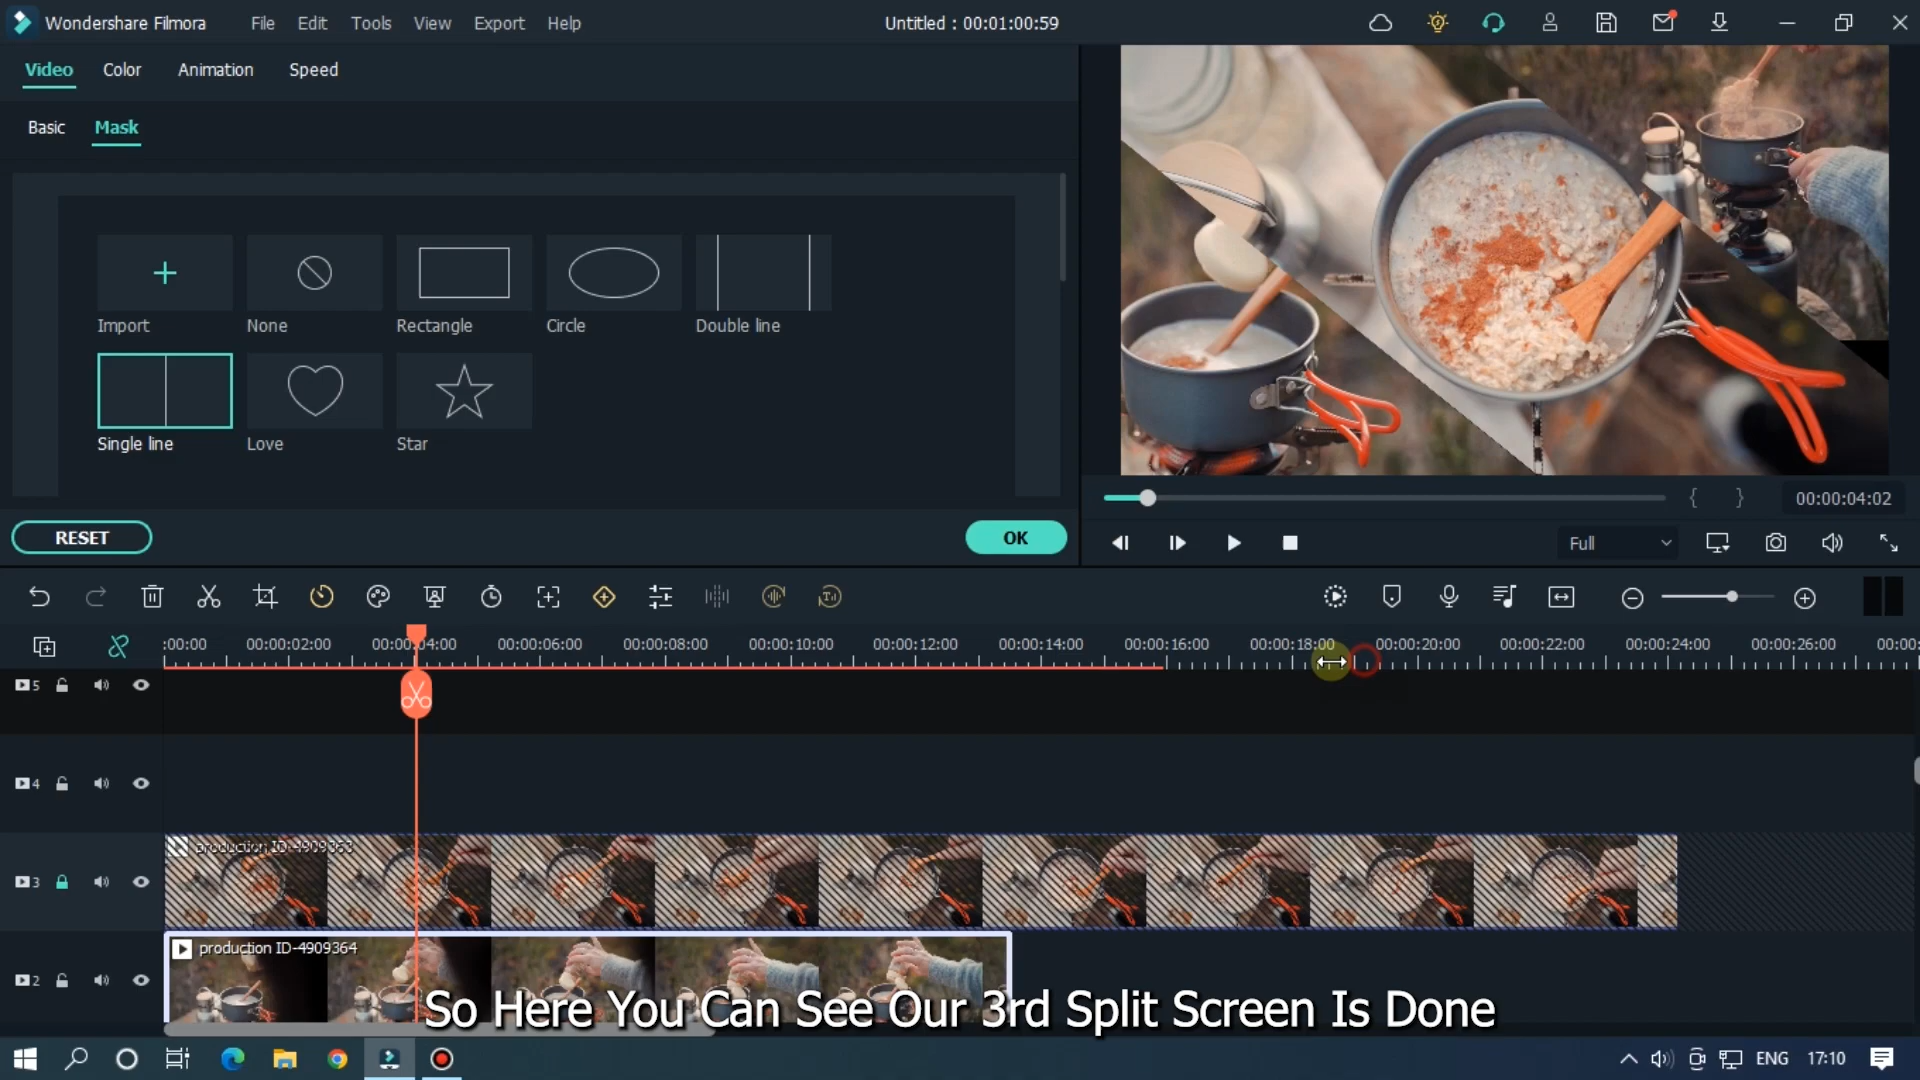 Wondershare Filmora File Edit Tools View Export Help Untitled : 00:01:00:59
Video Color Animation Speed
Basic Mask
Import None Rectangle Circle Double line
Single line Love Star
RESET OK
00:00:04:02
Full
:00:00 00:00:02:00 00:00:04:00 00:00:06:00 00:00:08:00 00:00:10:00 00:00:12:00 00:00:14:00 00:00:16:00 00:00:18:00 00:00:20:00 00:00:22:00 00:00:24:00 00:00:26:00 00:00:
5
4
production ID-4909363
3
production ID-4909364
2
So Here You Can See Our 3rd Split Screen Is Done
ENG 17:10